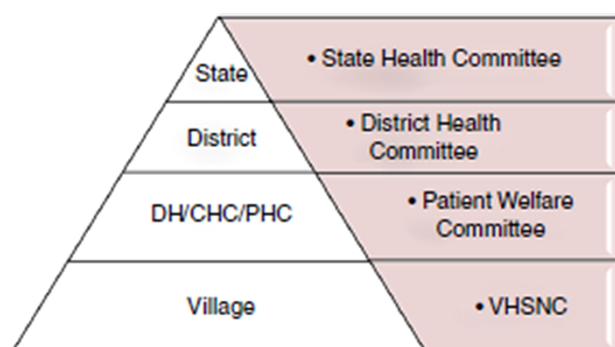 State
• State Health Committee
District
• District Health
Committee
DH/CHC/PHC
• Patient Welfare
Committee
Village
• VHSNC